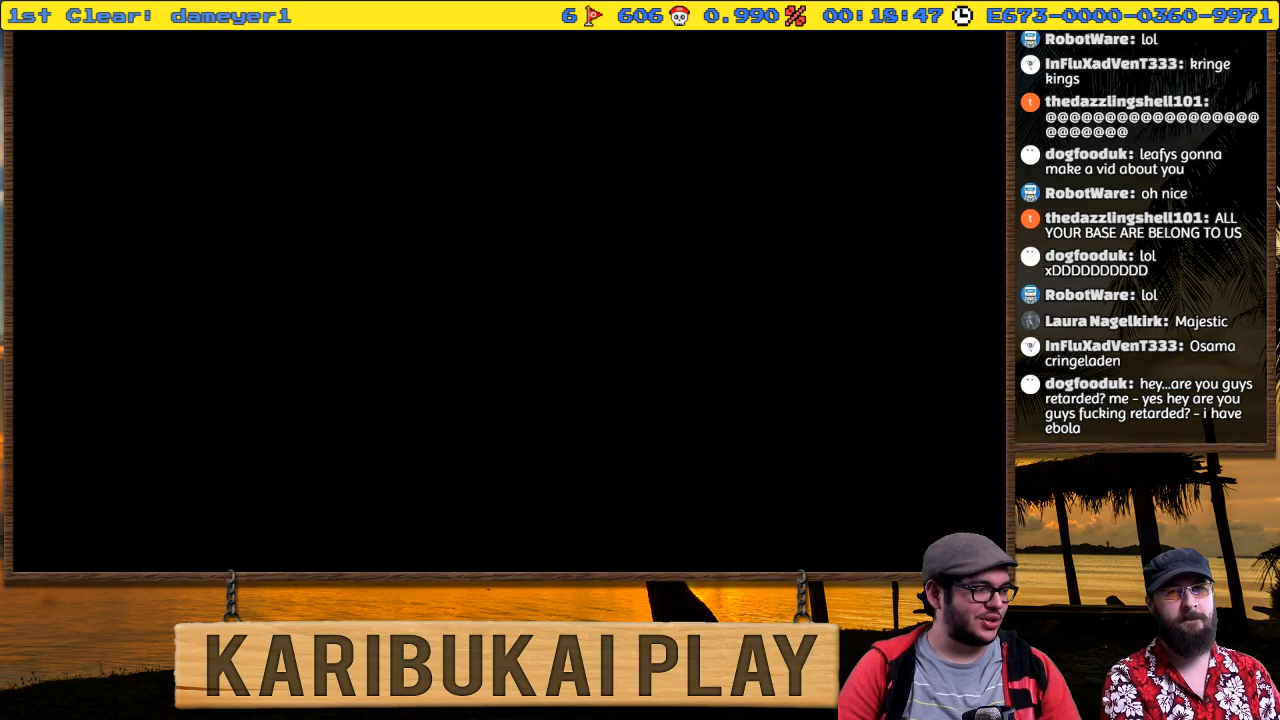 1st Clear: dameyer1 6 606 0.990% 00:18:47 E673-0000-0360-9971
RobotWare: lol
InFluXadVenT333: kringe
kings
t thedazzlingshell101:
@@@@@@@@@@@@@@@@@@
@@@@@@@
dogfooduk: leafys gonna
make a vid about you
RobotWare: oh nice
t thedazzlingshell101: ALL
YOUR BASE ARE BELONG TO US
dogfooduk: lol
xDDDDDDDDDD
RobotWare: lol
Laura Nagelkirk: Majestic
InFluXadVenT333: Osama
cringeladen
dogfooduk: hey...are you guys
retarded? me - yes hey are you
guys fucking retarded? - i have
ebola
KARIBUKAI PLAY